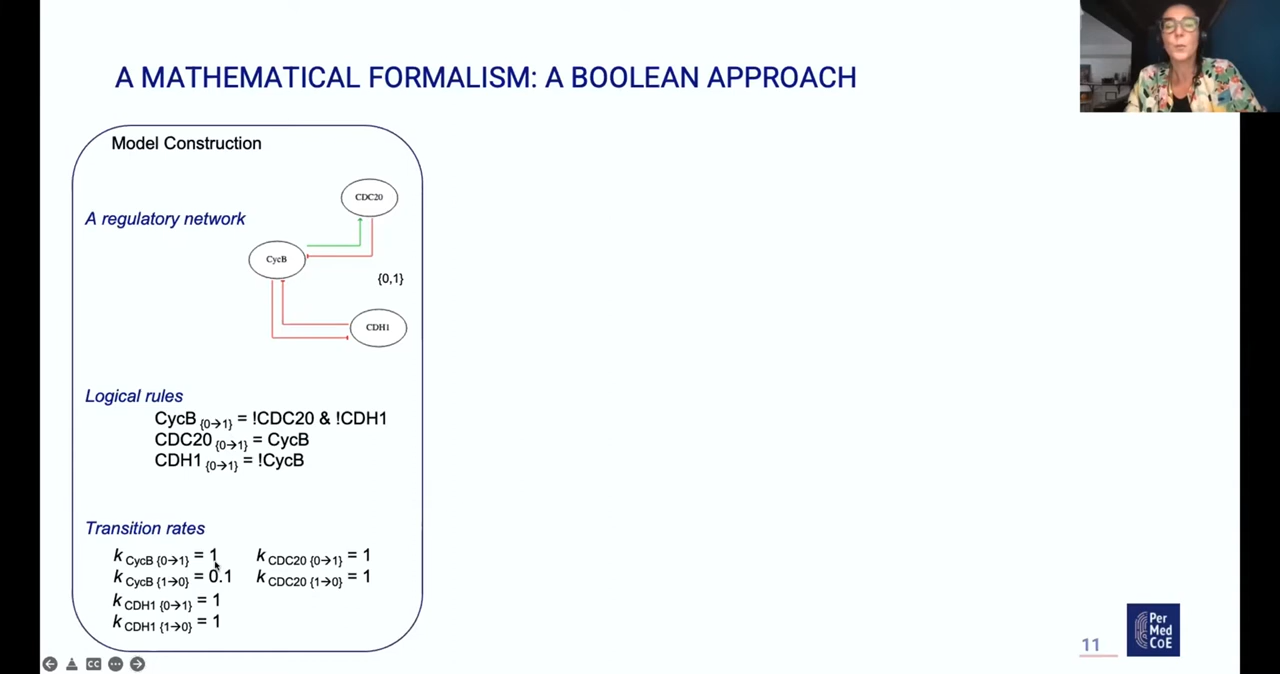 A MATHEMATICAL FORMALISM: A BOOLEAN APPROACH
Model Construction
A regulatory network
CDC20
CycB
{0,1}
CDH1
Logical rules
CycB {0→1} = !CDC20 & !CDH1
CDC20 {0→1} = CycB
CDH1 {0→1} = !CycB
Transition rates
k CycB {0→1} = 1 k CDC20 {0→1} = 1
k CycB {1→0} = 0.1 k CDC20 {1→0} = 1
k CDH1 {0→1} = 1
k CDH1 {1→0} = 1
CC
11
Per
Med
CoE